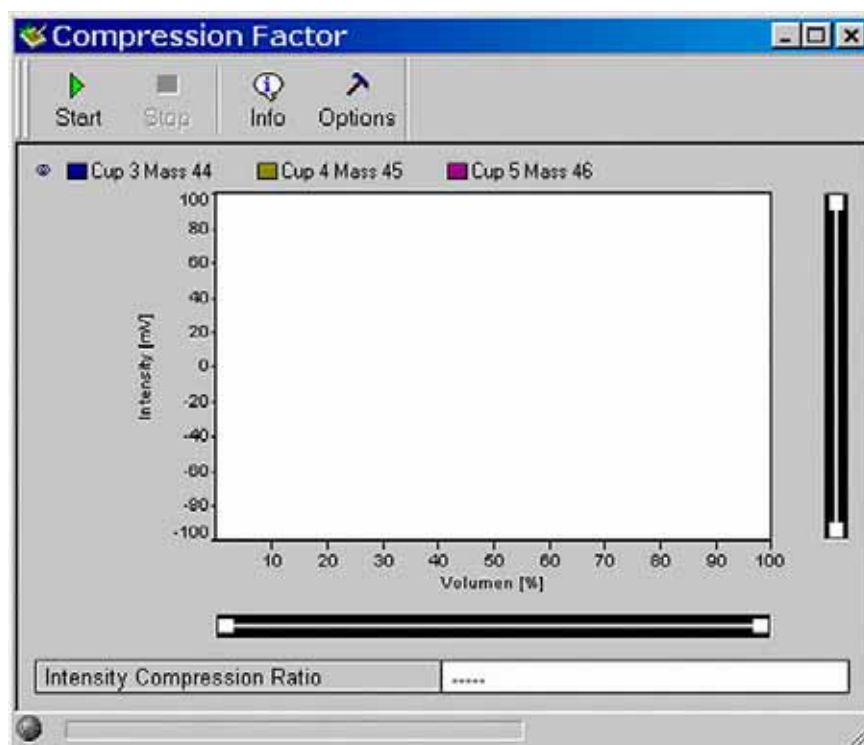 Compression Factor
Start Stop Info Options
Cup 3 Mass 44 Cup 4 Mass 45 Cup 5 Mass 46
100
80
60
40
20
0
-20
-40
-60
-80
-100
Intensity [mV]
10 20 30 40 50 60 70 80 90 100
Volumen [%]
Intensity Compression Ratio -----